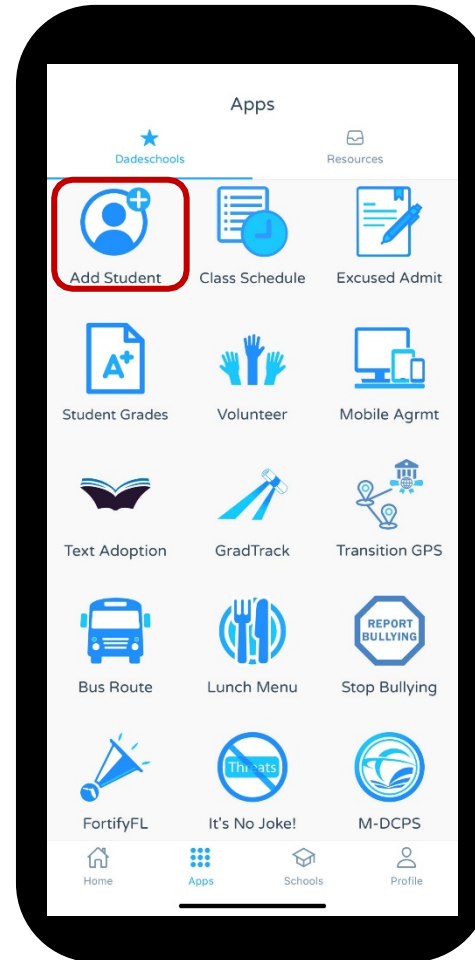 Apps
Dadeschools
Resources
Add Student
Class Schedule
Excused Admit
A+
Student Grades
Volunteer
Mobile Agrmt
Text Adoption
GradTrack
Transition GPS
Bus Route
Lunch Menu
REPORT
BULLYING
Stop Bullying
FortifyFL
Threats
It's No Joke!
M-DCPS
Home
Apps
Schools
Profile